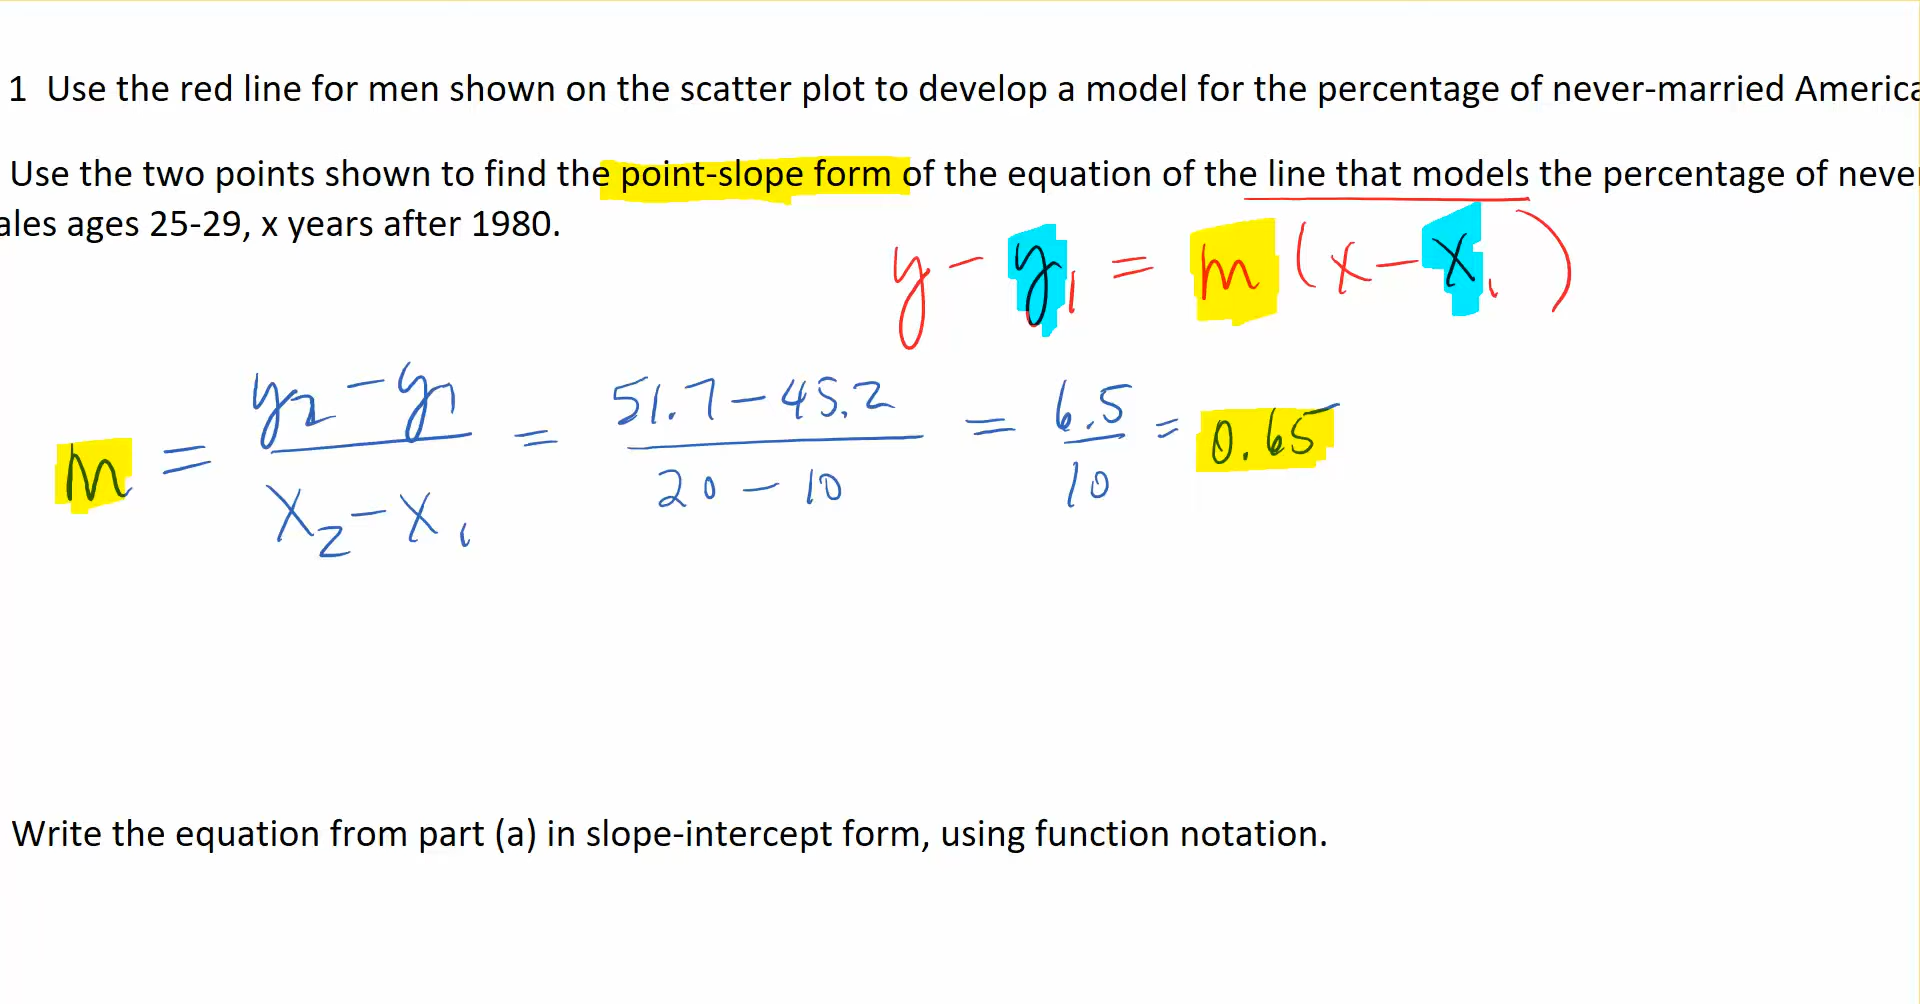 1 Use the red line for men shown on the scatter plot to develop a model for the percentage of never-married
Use the two points shown to find the point-slope form of the equation of the line that models the percentage of
ages 25-29, x years after 1980.
y - y₁ = m (x - x₁)
m = (y₂ - y₁)/(x₂ - x₁) = (51.7 - 45.2)/(20 - 10) = 6.5/10 = 0.65
Write the equation from part (a) in slope-intercept form, using function notation.